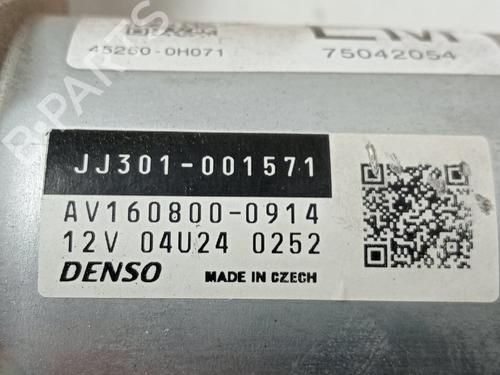 45260-0H071
75042054
JJ301-001571
AV160800-0914
12V 04U24 0252
DENSO
MADE IN CZECH
B-PARTS